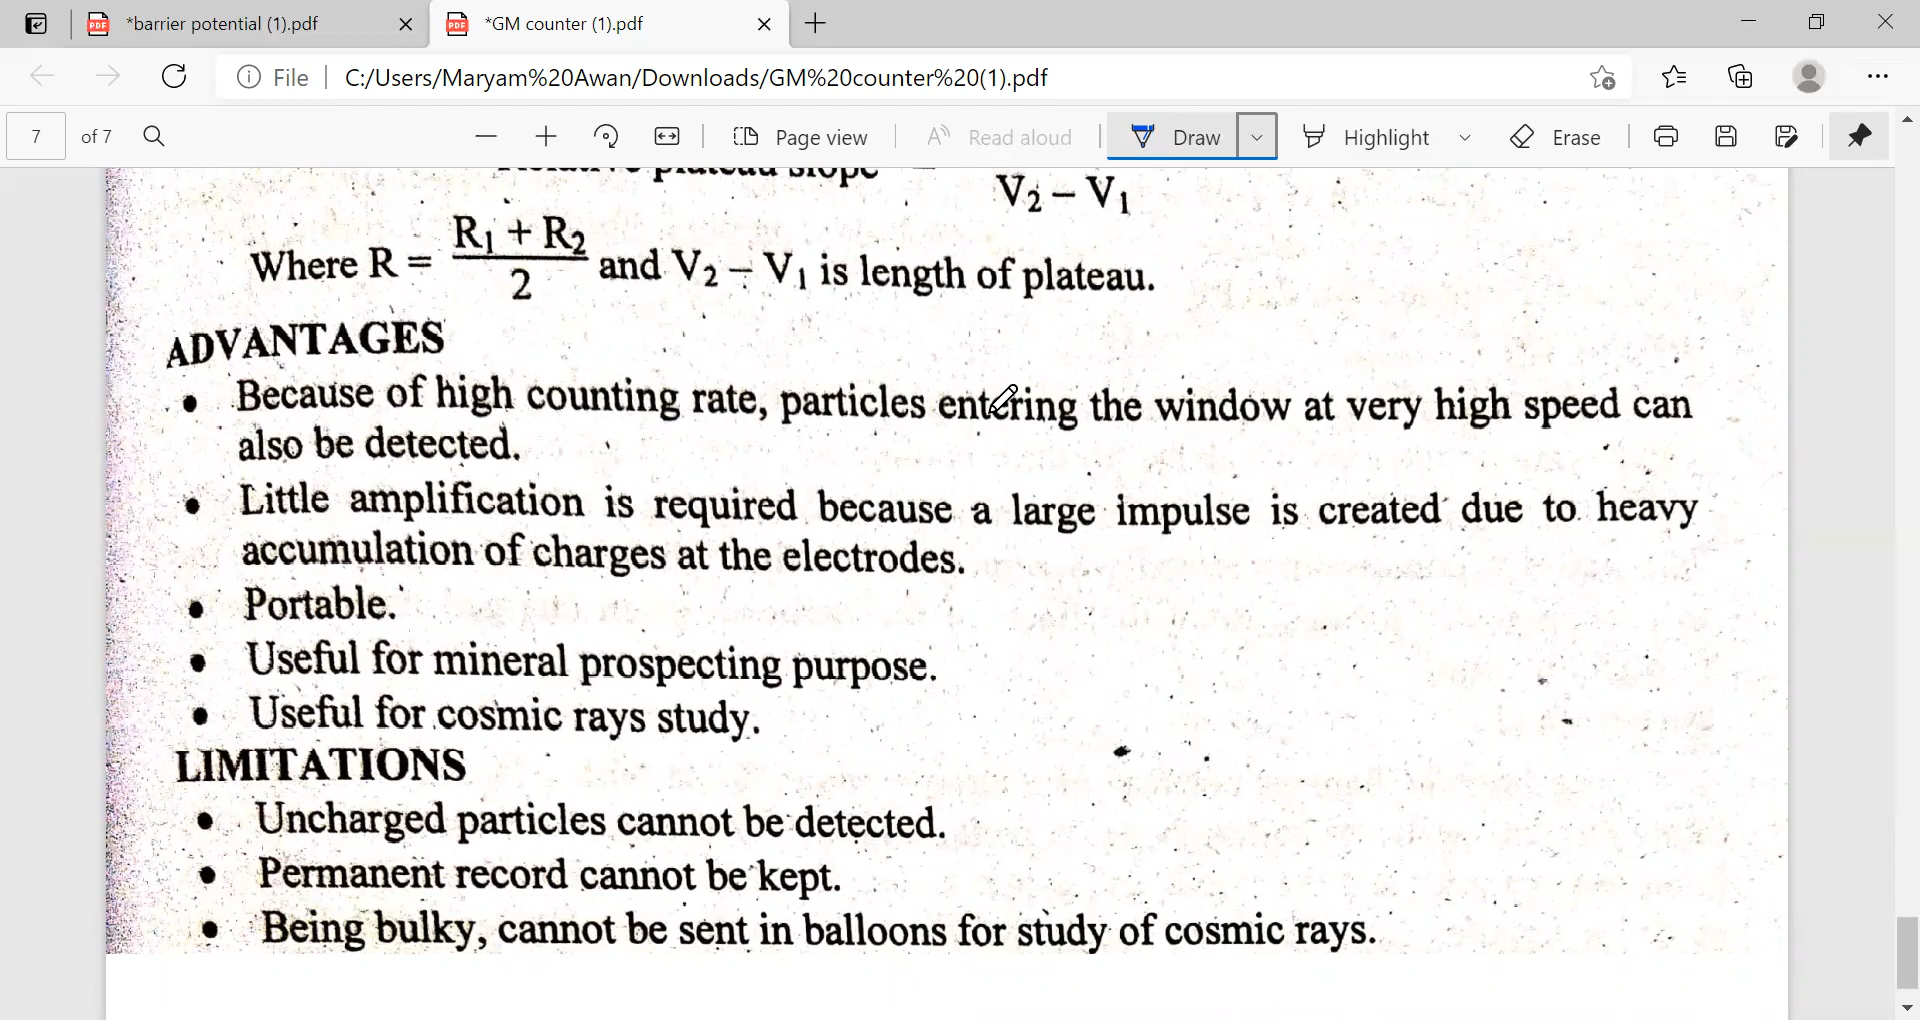 *barrier potential (1).pdf
*GM counter (1).pdf
File
C:/Users/Maryam%20Awan/Downloads/GM%20counter%20(1).pdf
7 of 7 Page view Read aloud Draw Highlight Erase
Relative plateau slope
V₂ – V₁
Where R = R₁ + R₂ / 2 and V₂ – V₁ is length of plateau.
ADVANTAGES
• Because of high counting rate, particles entering the window at very high speed can
also be detected.
• Little amplification is required because a large impulse is created due to heavy
accumulation of charges at the electrodes.
• Portable.
• Useful for mineral prospecting purpose.
• Useful for cosmic rays study.
LIMITATIONS
• Uncharged particles cannot be detected.
• Permanent record cannot be kept.
• Being bulky, cannot be sent in balloons for study of cosmic rays.